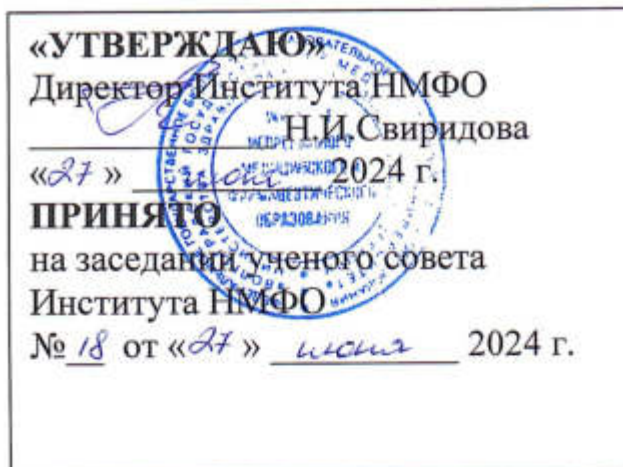 «УТВЕРЖДАЮ»
Директор Института НМФО
____________ Н.И.Свиридова
«27 » июня 2024 г.
ПРИНЯТО
на заседании ученого совета
Института НМФО
№ 18 от «27 » июня 2024 г.